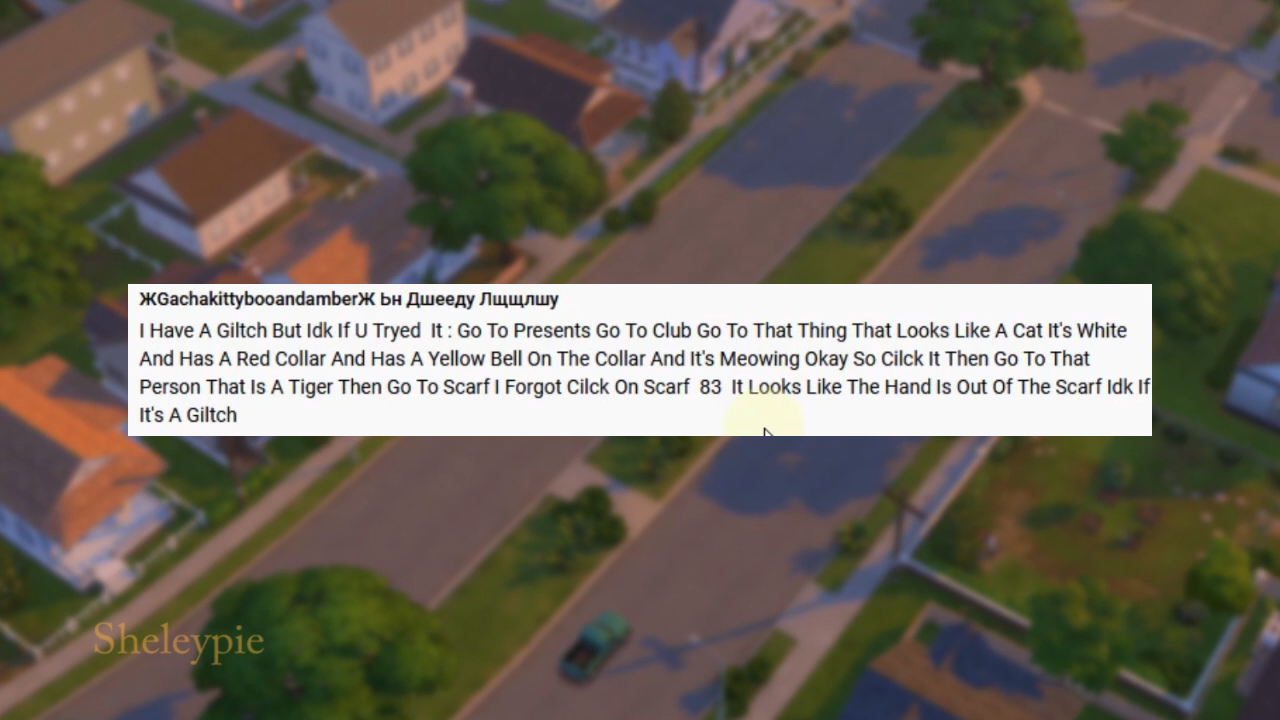 ЖGachakittybooandamberЖ Ьн Дшееду Лщщлшу
I Have A Giltch But Idk If U Tryed  It : Go To Presents Go To Club Go To That Thing That Looks Like A Cat It's White
And Has A Red Collar And Has A Yellow Bell On The Collar And It's Meowing Okay So Cilck It Then Go To That
Person That Is A Tiger Then Go To Scarf I Forgot Cilck On Scarf  83  It Looks Like The Hand Is Out Of The Scarf Idk If
It's A Giltch
Sheleypie